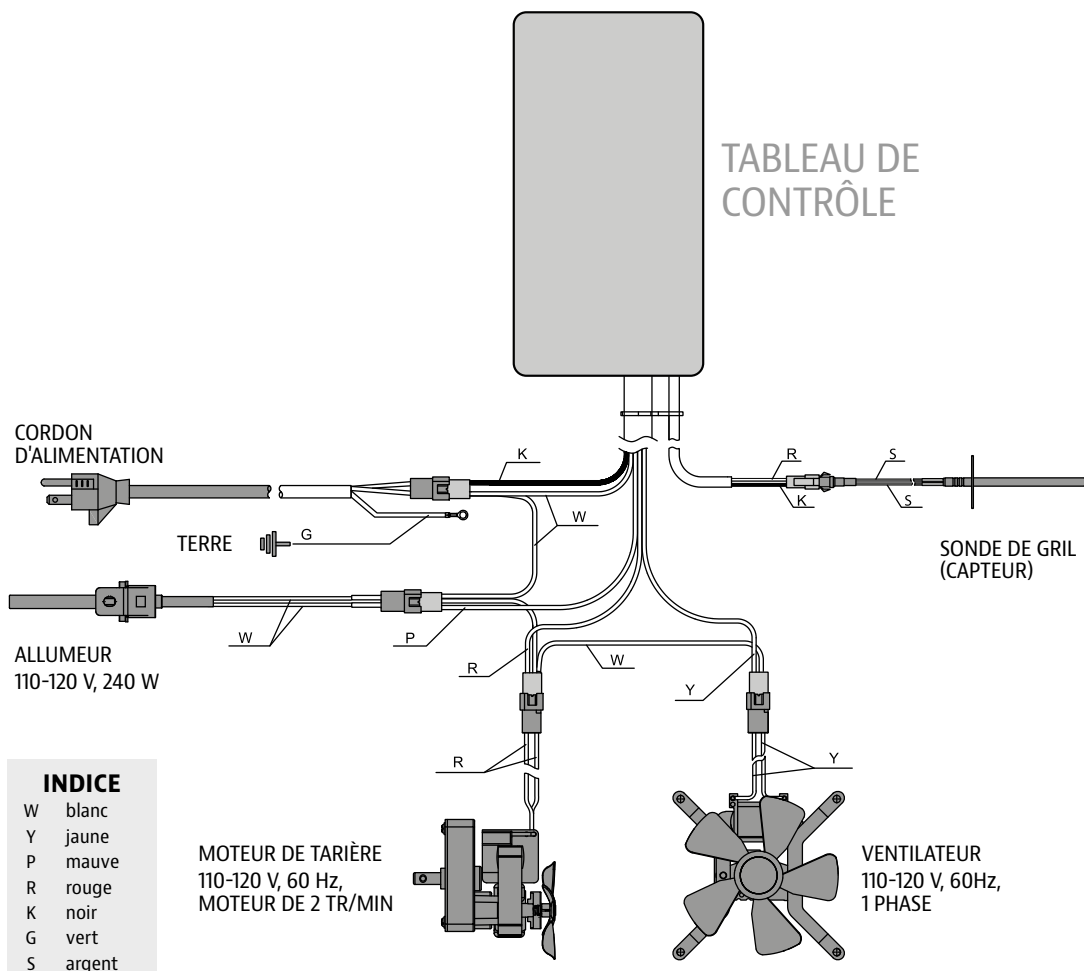 TABLEAU DE
CONTRÔLE
CORDON
D'ALIMENTATION
K
R
S
W
K
S
TERRE
G
SONDE DE GRIL
(CAPTEUR)
W
P
ALLUMEUR
110-120 V, 240 W
R
W
Y
R
Y
INDICE
W blanc
Y jaune
P mauve
R rouge
K noir
G vert
S argent
MOTEUR DE TARIÈRE
110-120 V, 60 Hz,
MOTEUR DE 2 TR/MIN
VENTILATEUR
110-120 V, 60Hz,
1 PHASE